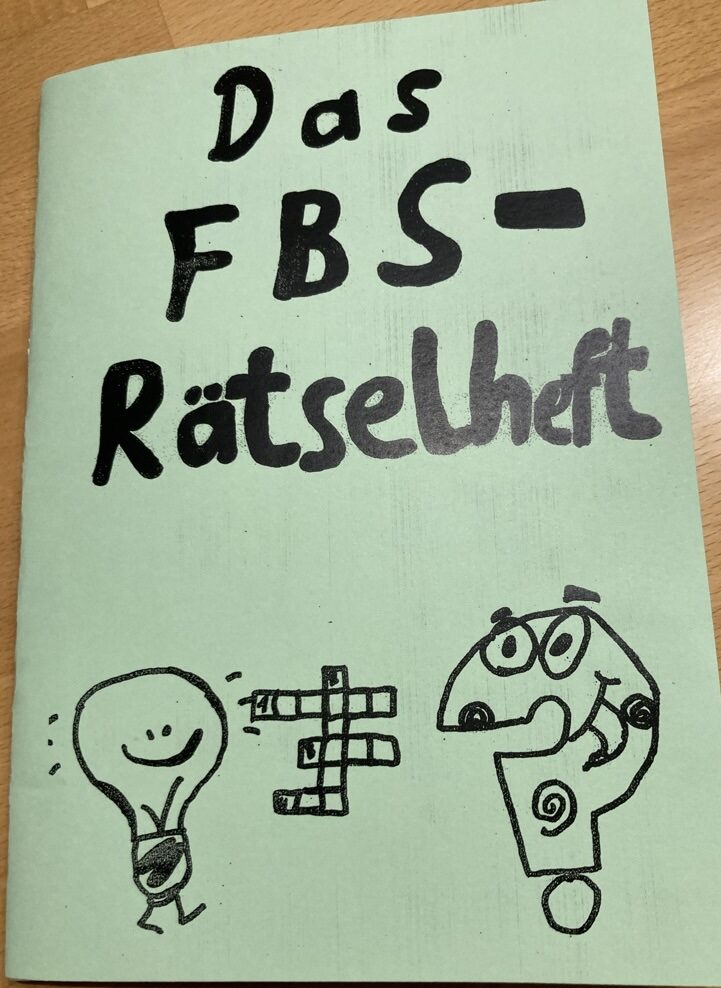 Das
FBS-
Rätselheft